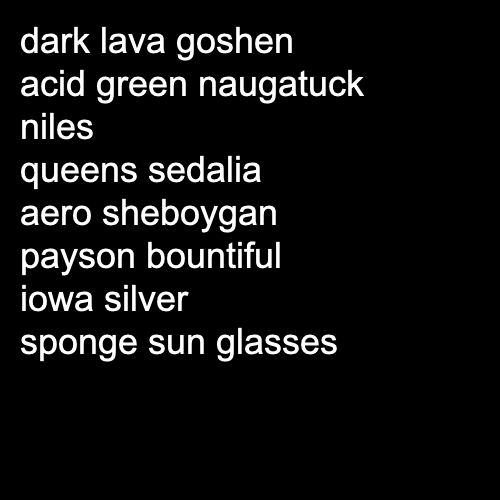 dark lava goshen
acid green naugatuck
niles
queens sedalia
aero sheboygan
payson bountiful
iowa silver
sponge sun glasses